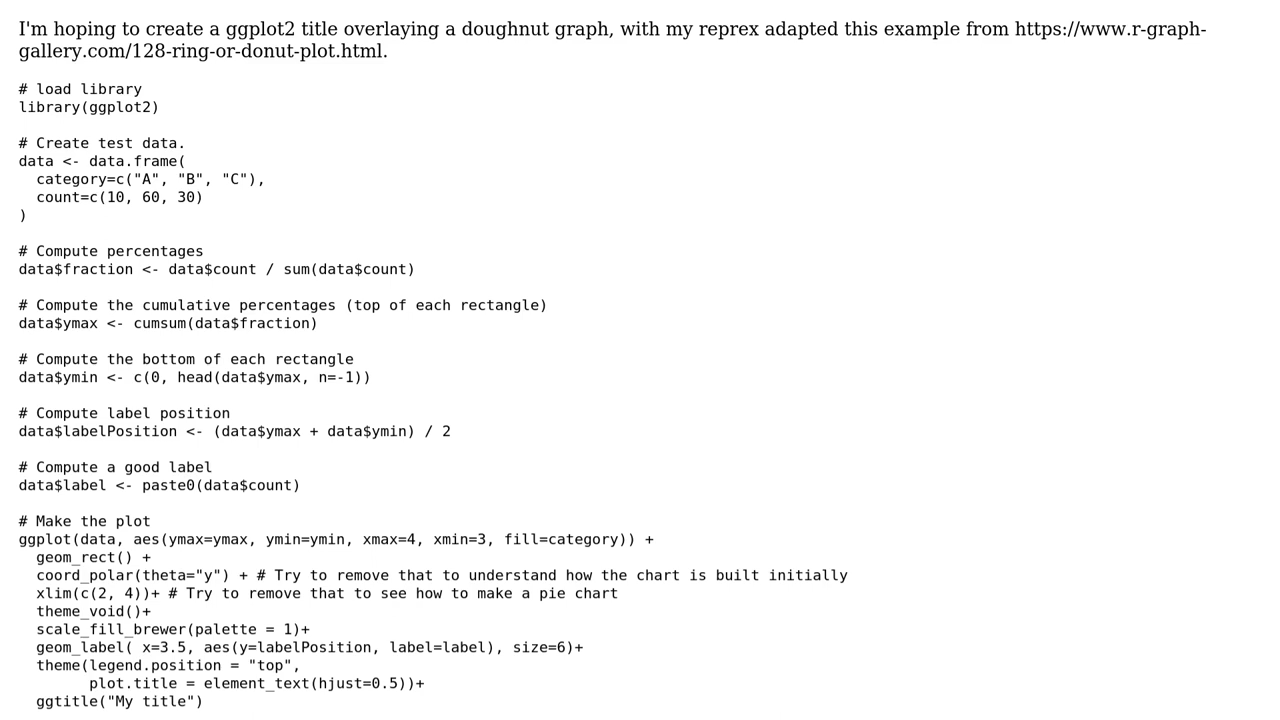 I'm hoping to create a ggplot2 title overlaying a doughnut graph, with my reprex adapted this example from https://www.r-graph-
gallery.com/128-ring-or-donut-plot.html.

# load library
library(ggplot2)

# Create test data.
data <- data.frame(
  category=c("A", "B", "C"),
  count=c(10, 60, 30)
)

# Compute percentages
data$fraction <- data$count / sum(data$count)

# Compute the cumulative percentages (top of each rectangle)
data$ymax <- cumsum(data$fraction)

# Compute the bottom of each rectangle
data$ymin <- c(0, head(data$ymax, n=-1))

# Compute label position
data$labelPosition <- (data$ymax + data$ymin) / 2

# Compute a good label
data$label <- paste0(data$count)

# Make the plot
ggplot(data, aes(ymax=ymax, ymin=ymin, xmax=4, xmin=3, fill=category)) +
  geom_rect() +
  coord_polar(theta="y") + # Try to remove that to understand how the chart is built initially
  xlim(c(2, 4))+ # Try to remove that to see how to make a pie chart
  theme_void()+
  scale_fill_brewer(palette = 1)+
  geom_label( x=3.5, aes(y=labelPosition, label=label), size=6)+
  theme(legend.position = "top",
        plot.title = element_text(hjust=0.5))+
  ggtitle("My title")